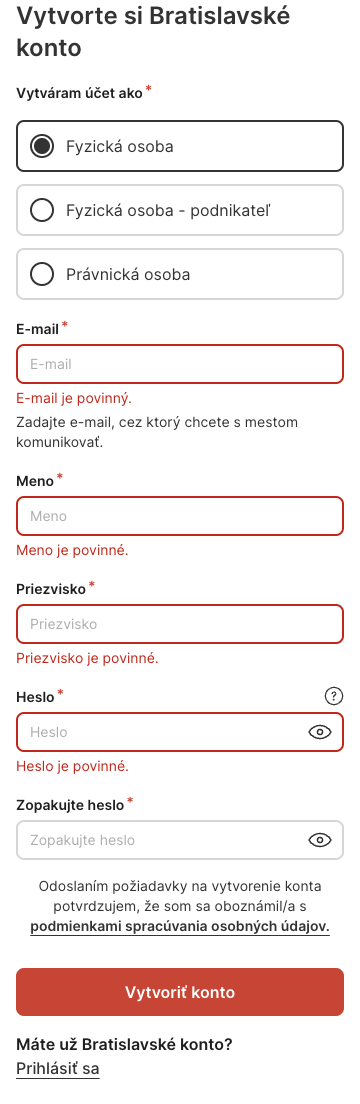 Vytvorte si Bratislavské
konto
Vytváram účet ako*
Fyzická osoba
Fyzická osoba - podnikateľ
Právnická osoba
E-mail*
E-mail
E-mail je povinný.
Zadajte e-mail, cez ktorý chcete s mestom
komunikovať.
Meno*
Meno
Meno je povinné.
Priezvisko*
Priezvisko
Priezvisko je povinné.
Heslo* ?
Heslo
Heslo je povinné.
Zopakujte heslo*
Zopakujte heslo
Odoslaním požiadavky na vytvorenie konta
potvrdzujem, že som sa oboznámil/a s
podmienkami spracúvania osobných údajov.
Vytvoriť konto
Máte už Bratislavské konto?
Prihlásiť sa